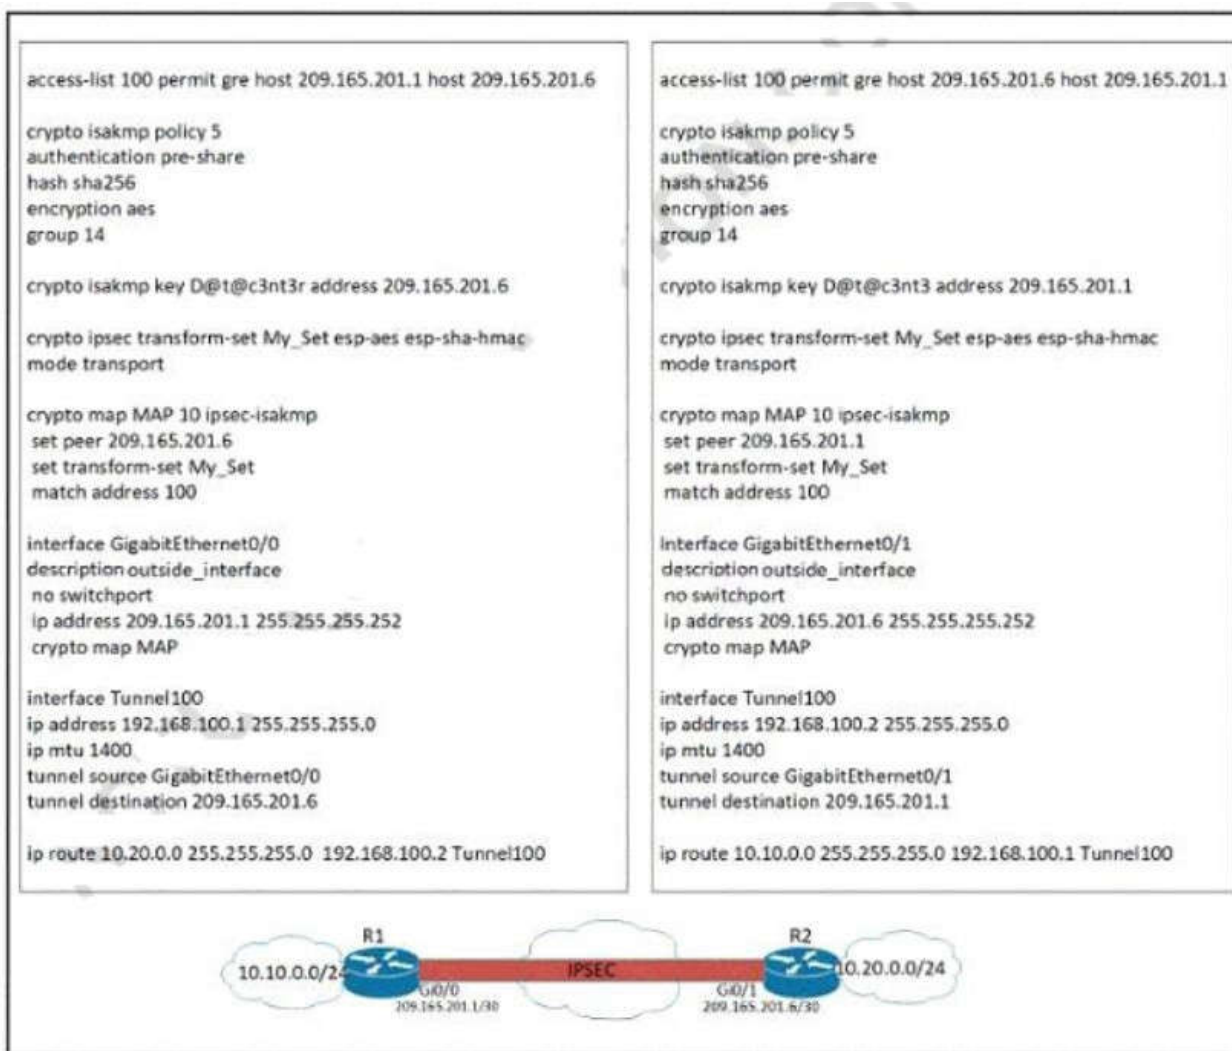 access-list 100 permit gre host 209.165.201.1 host 209.165.201.6
crypto isakmp policy 5
authentication pre-share
hash sha256
encryption aes
group 14
crypto isakmp key D@t@c3nt3r address 209.165.201.6
crypto ipsec transform-set My_Set esp-aes esp-sha-hmac
mode transport
crypto map MAP 10 ipsec-isakmp
set peer 209.165.201.6
set transform-set My_Set
match address 100
interface GigabitEthernet0/0
description outside_interface
no switchport
ip address 209.165.201.1 255.255.255.252
crypto map MAP
interface Tunnel100
ip address 192.168.100.1 255.255.255.0
ip mtu 1400
tunnel source GigabitEthernet0/0
tunnel destination 209.165.201.6
ip route 10.20.0.0 255.255.255.0 192.168.100.2 Tunnel100
access-list 100 permit gre host 209.165.201.6 host 209.165.201.1
crypto isakmp policy 5
authentication pre-share
hash sha256
encryption aes
group 14
crypto isakmp key D@t@c3nt3 address 209.165.201.1
crypto ipsec transform-set My_Set esp-aes esp-sha-hmac
mode transport
crypto map MAP 10 ipsec-isakmp
set peer 209.165.201.1
set transform-set My_Set
match address 100
Interface GigabitEthernet0/1
description outside_interface
no switchport
ip address 209.165.201.6 255.255.255.252
crypto map MAP
interface Tunnel100
ip address 192.168.100.2 255.255.255.0
ip mtu 1400
tunnel source GigabitEthernet0/1
tunnel destination 209.165.201.1
ip route 10.10.0.0 255.255.255.0 192.168.100.1 Tunnel100
R1
R2
10.10.0.0/24
IPSEC
10.20.0.0/24
Gi0/0
Gi0/1
209.165.201.1/30
209.165.201.6/30